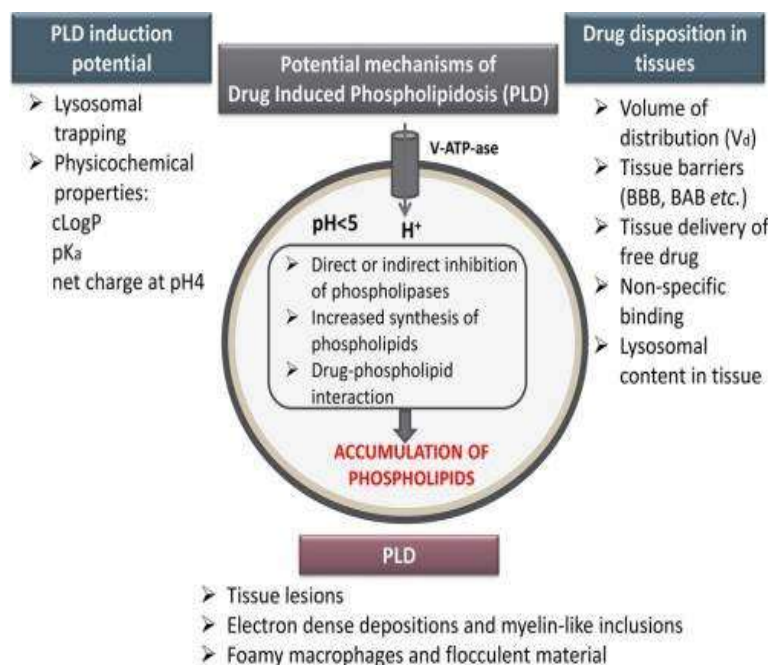 PLD induction
potential
➤ Lysosomal
trapping
➤ Physicochemical
properties:
cLogP
pKa
net charge at pH4
Potential mechanisms of
Drug Induced Phospholipidosis (PLD)
V-ATP-ase
pH<5 H⁺
➤ Direct or indirect inhibition
of phospholipases
➤ Increased synthesis of
phospholipids
➤ Drug-phospholipid
interaction
ACCUMULATION OF
PHOSPHOLIPIDS
Drug disposition in
tissues
➤ Volume of
distribution (Vd)
➤ Tissue barriers
(BBB, BAB etc.)
➤ Tissue delivery of
free drug
➤ Non-specific
binding
➤ Lysosomal
content in tissue
PLD
➤ Tissue lesions
➤ Electron dense depositions and myelin-like inclusions
➤ Foamy macrophages and flocculent material